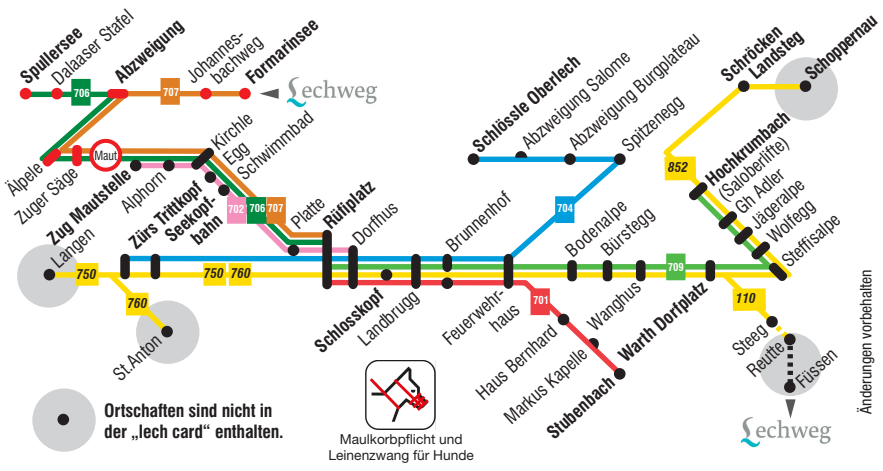 Spullersee
Dalaaser Stafel
Abzweigung
Johannes-
bachweg
Formarinsee
706
707
Lechweg
Älpele
Zuger Säge
Maut
Kirchle
Egg
Schwimmbad
Zug Mautstelle
Alphorn
702
706
707
Platte
Rüfiplatz
Dorfhus
Zürs Trittkopf
Seekopf-
bahn
Langen
750
760
St.Anton
750
760
Schlosskopf
Landbrugg
Brunnenhof
Feuerwehr-
haus
Schlössle Oberlech
Abzweigung Salome
Abzweigung Burgplateau
Spitzenegg
704
Bodenalpe
Bürstegg
709
701
Haus Bernhard
Markus Kapelle
Wanghus
Stubenbach
Warth Dorfplatz
Schröcken
Landsteg
Schoppernau
852
Hochkrumbach
(Saloberlifte)
Gh Adler
Jägeralpe
Wolfegg
Steffisalpe
110
Steeg
Reutte
Füssen
Lechweg
Ortschaften sind nicht in
der „lech card“ enthalten.
Maulkorbpflicht und
Leinenzwang für Hunde
Änderungen vorbehalten